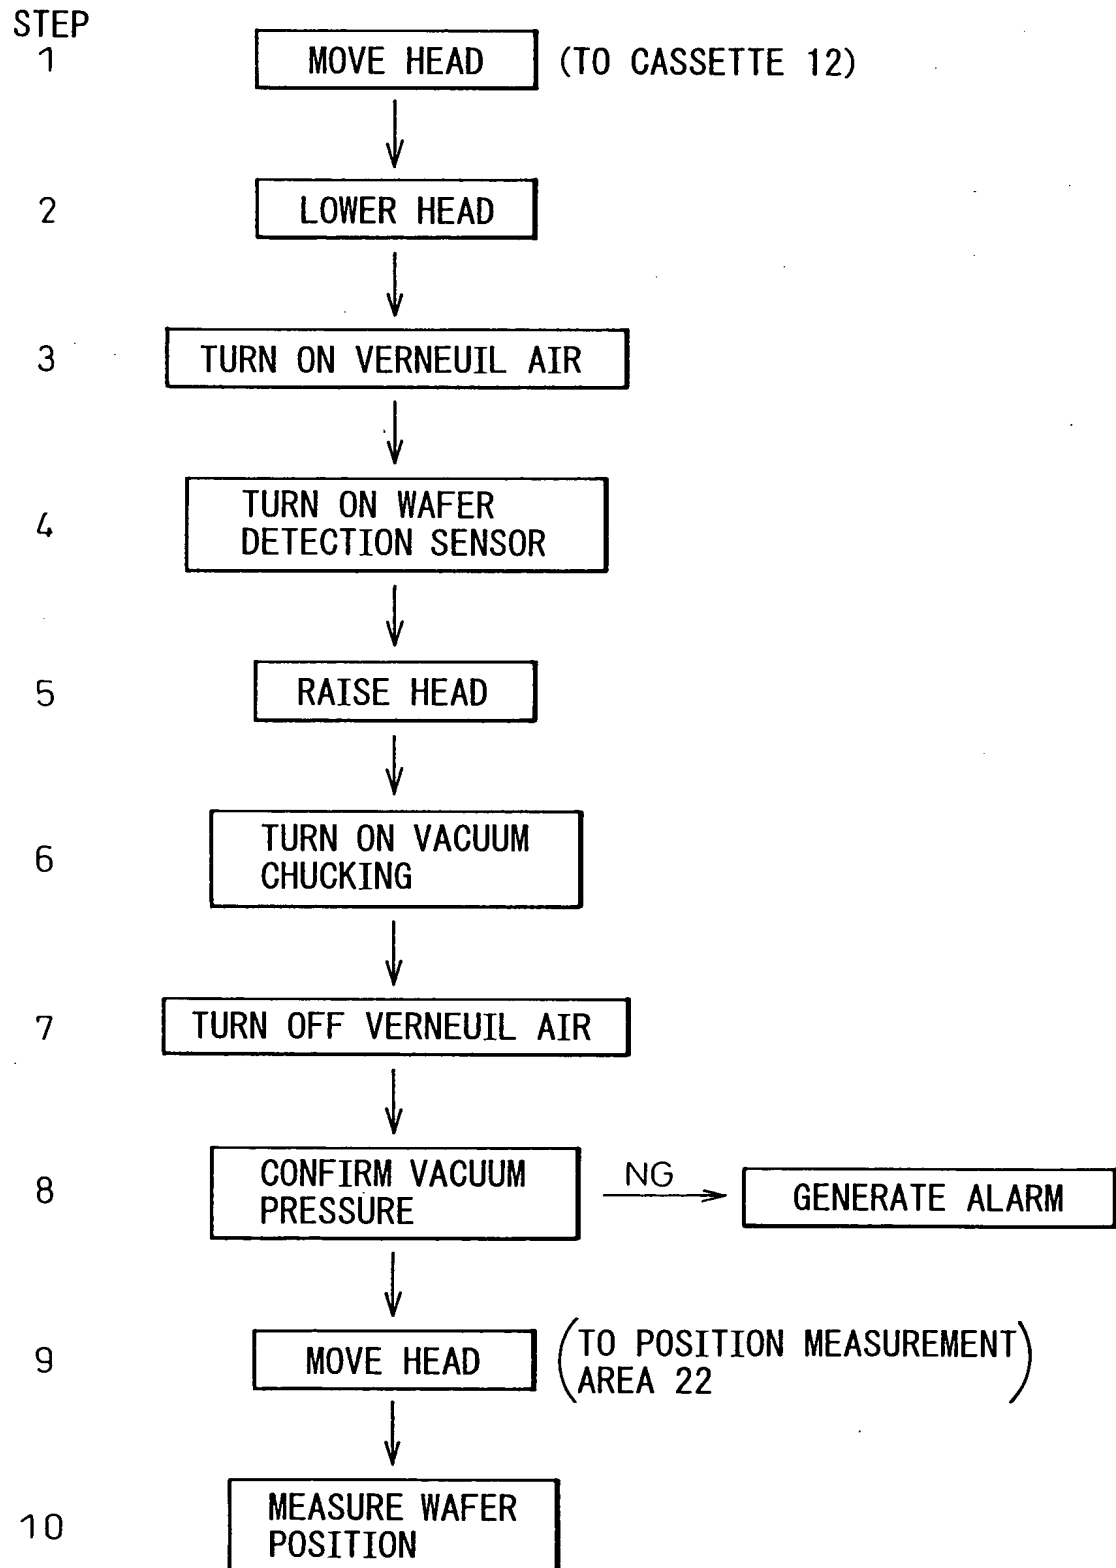 STEP
1 MOVE HEAD (TO CASSETTE 12)
2 LOWER HEAD
3 TURN ON VERNEUIL AIR
4 TURN ON WAFER
DETECTION SENSOR
5 RAISE HEAD
6 TURN ON VACUUM
CHUCKING
7 TURN OFF VERNEUIL AIR
8 CONFIRM VACUUM
PRESSURE
NG
GENERATE ALARM
9 MOVE HEAD (TO POSITION MEASUREMENT
AREA 22)
10 MEASURE WAFER
POSITION